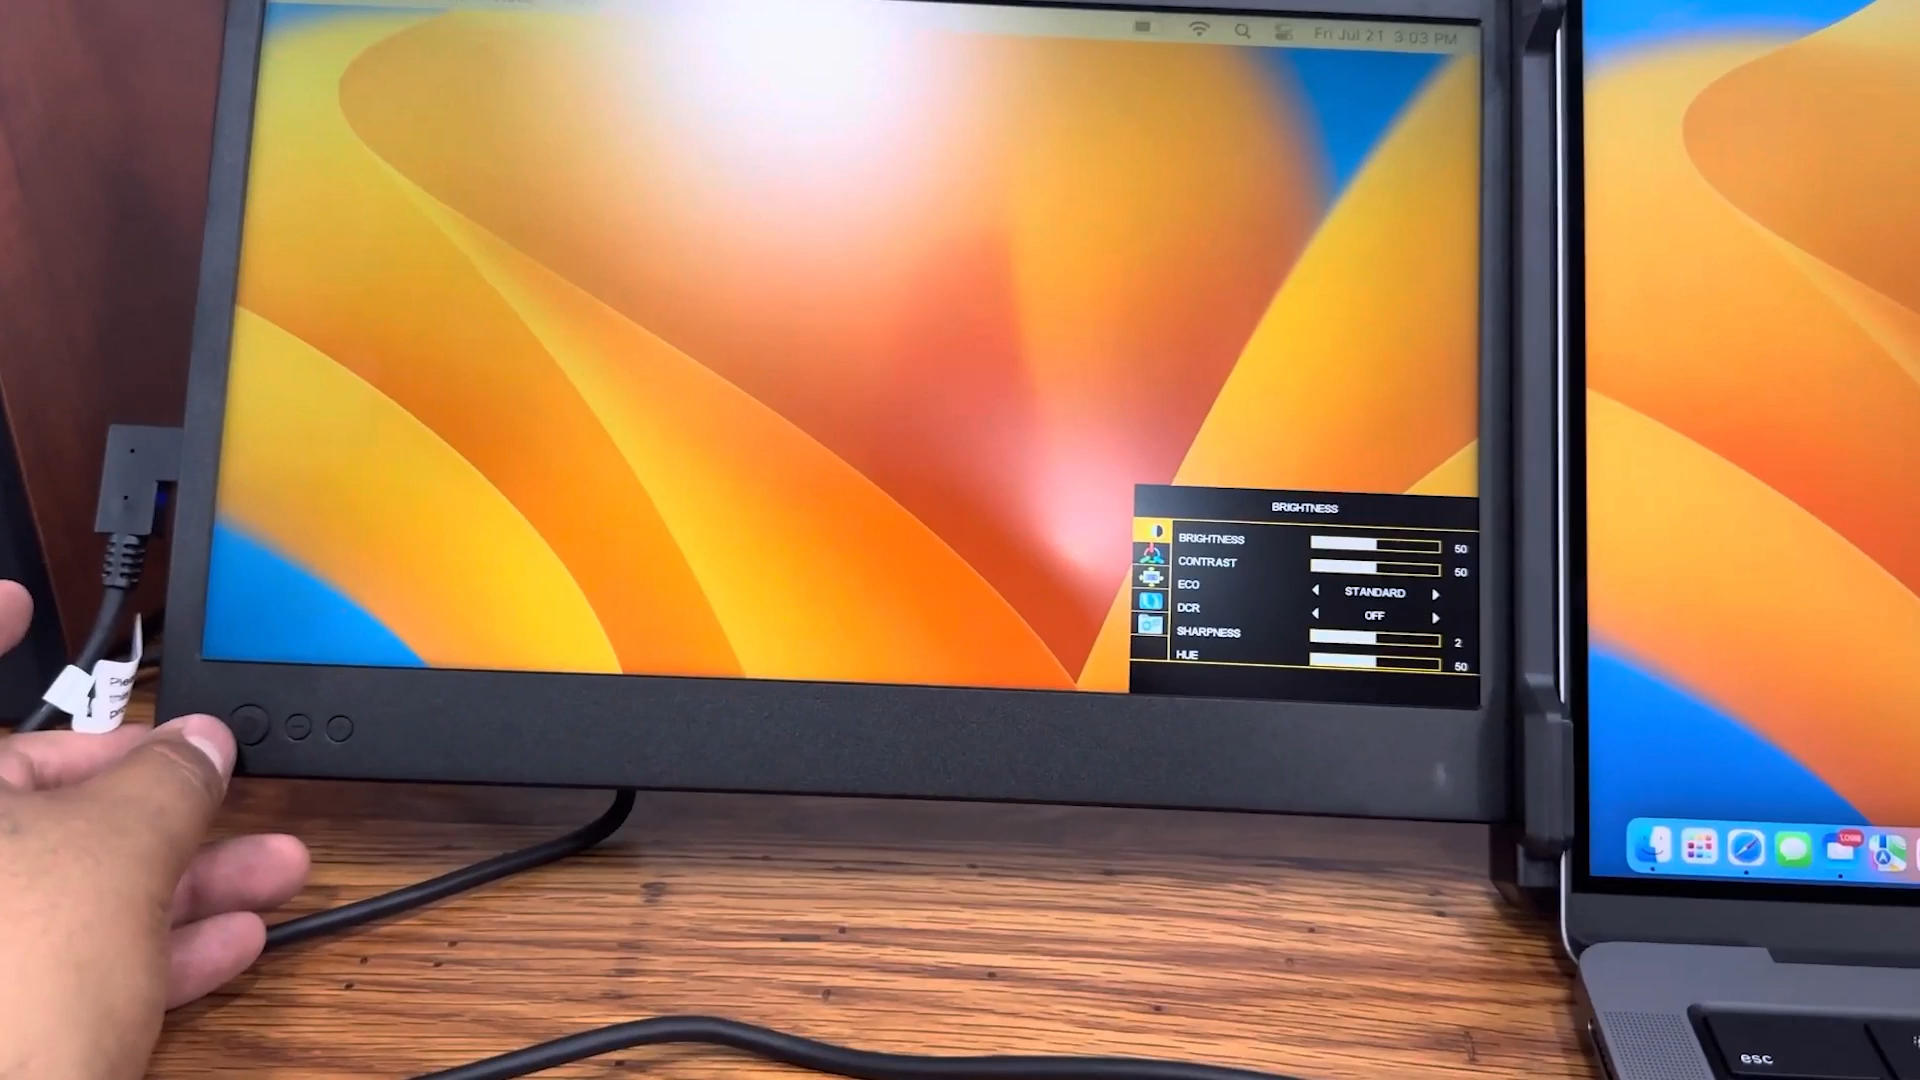 Fri Jul 21 3:03 PM
BRIGHTNESS
BRIGHTNESS 50
CONTRAST 50
ECO STANDARD
DCR OFF
SHARPNESS 2
HUE 50
esc